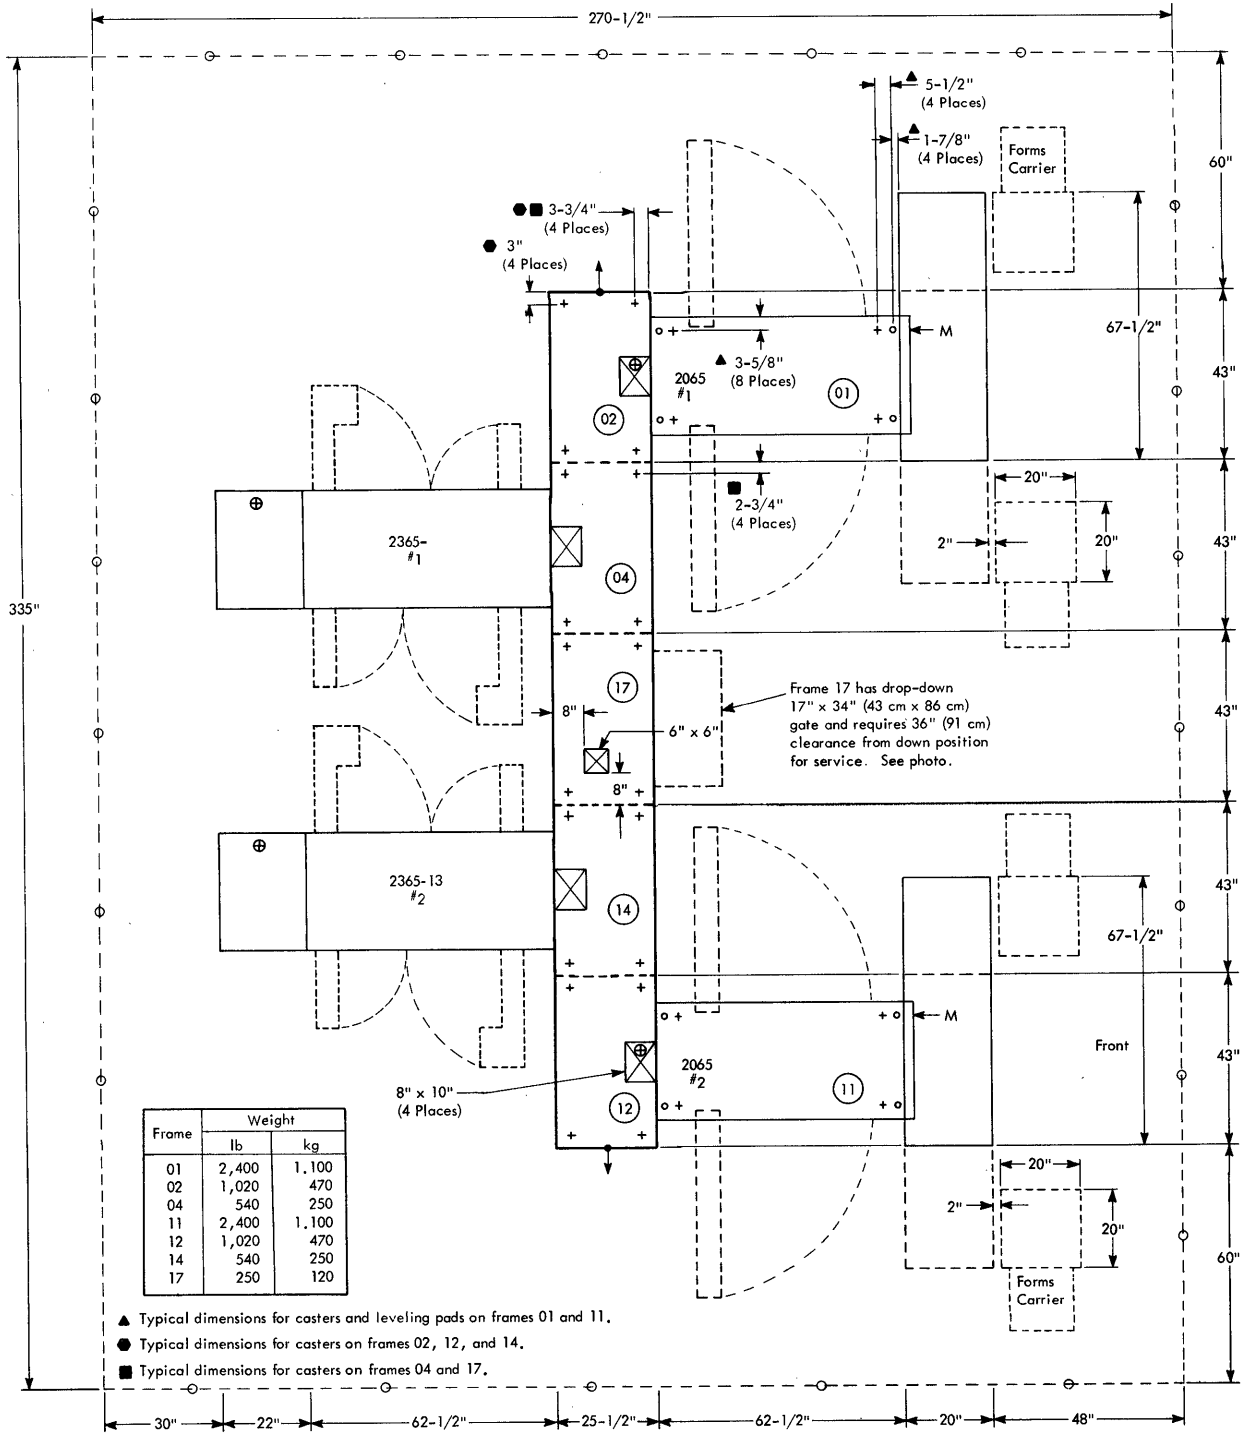 270-1/2"
5-1/2"
(4 Places)
1-7/8"
(4 Places)
Forms
Carrier
60"
3-3/4"
(4 Places)
3"
(4 Places)
67-1/2"
M
3-5/8"
(8 Places)
2065
#1
01
02
43"
20"
2-3/4"
(4 Places)
2365-
#1
2"
20"
43"
04
335"
17
8"
6" x 6"
Frame 17 has drop-down
17" x 34" (43 cm x 86 cm)
gate and requires 36" (91 cm)
clearance from down position
for service. See photo.
43"
8"
2365-13
#2
14
43"
67-1/2"
M
Front
2065
#2
11
43"
8" x 10"
(4 Places)
12
Frame
Weight
lb kg
01 2,400 1,100
02 1,020 470
04 540 250
11 2,400 1,100
12 1,020 470
14 540 250
17 250 120
20"
2"
20"
60"
Forms
Carrier
▲ Typical dimensions for casters and leveling pads on frames 01 and 11.
⬢ Typical dimensions for casters on frames 02, 12, and 14.
■ Typical dimensions for casters on frames 04 and 17.
30" 22" 62-1/2" 25-1/2" 62-1/2" 20" 48"